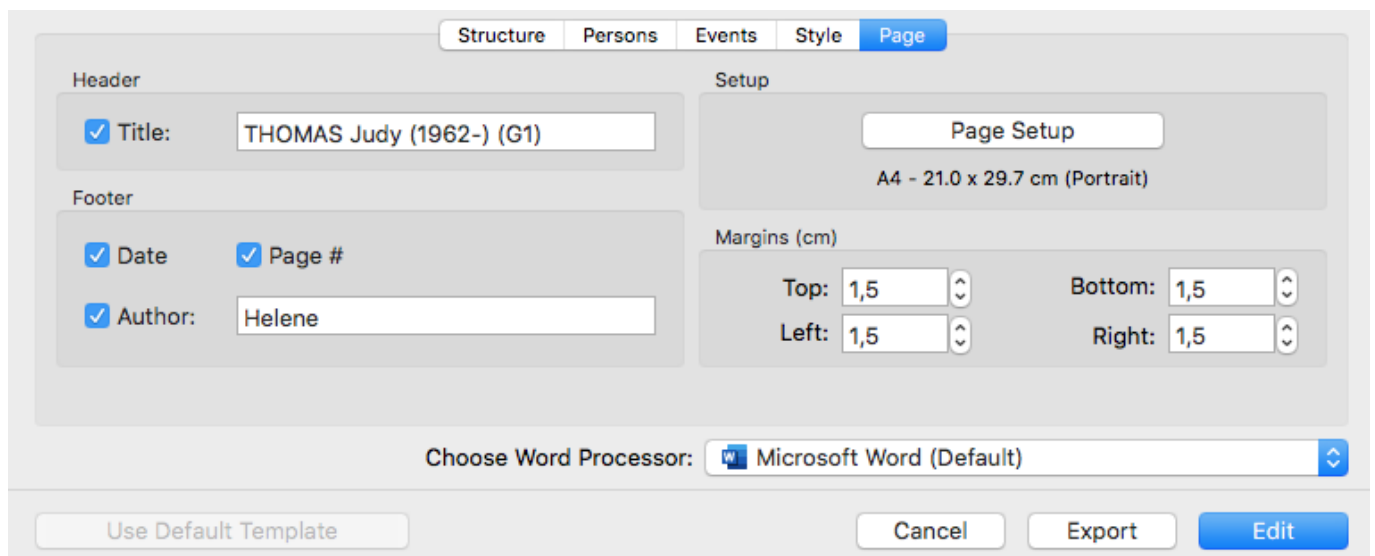 Structure Persons Events Style Page
Header
Title: THOMAS Judy (1962-) (G1)
Footer
Date Page #
Author: Helene
Setup
Page Setup
A4 - 21.0 x 29.7 cm (Portrait)
Margins (cm)
Top: 1,5 Bottom: 1,5
Left: 1,5 Right: 1,5
Choose Word Processor: Microsoft Word (Default)
Use Default Template Cancel Export Edit